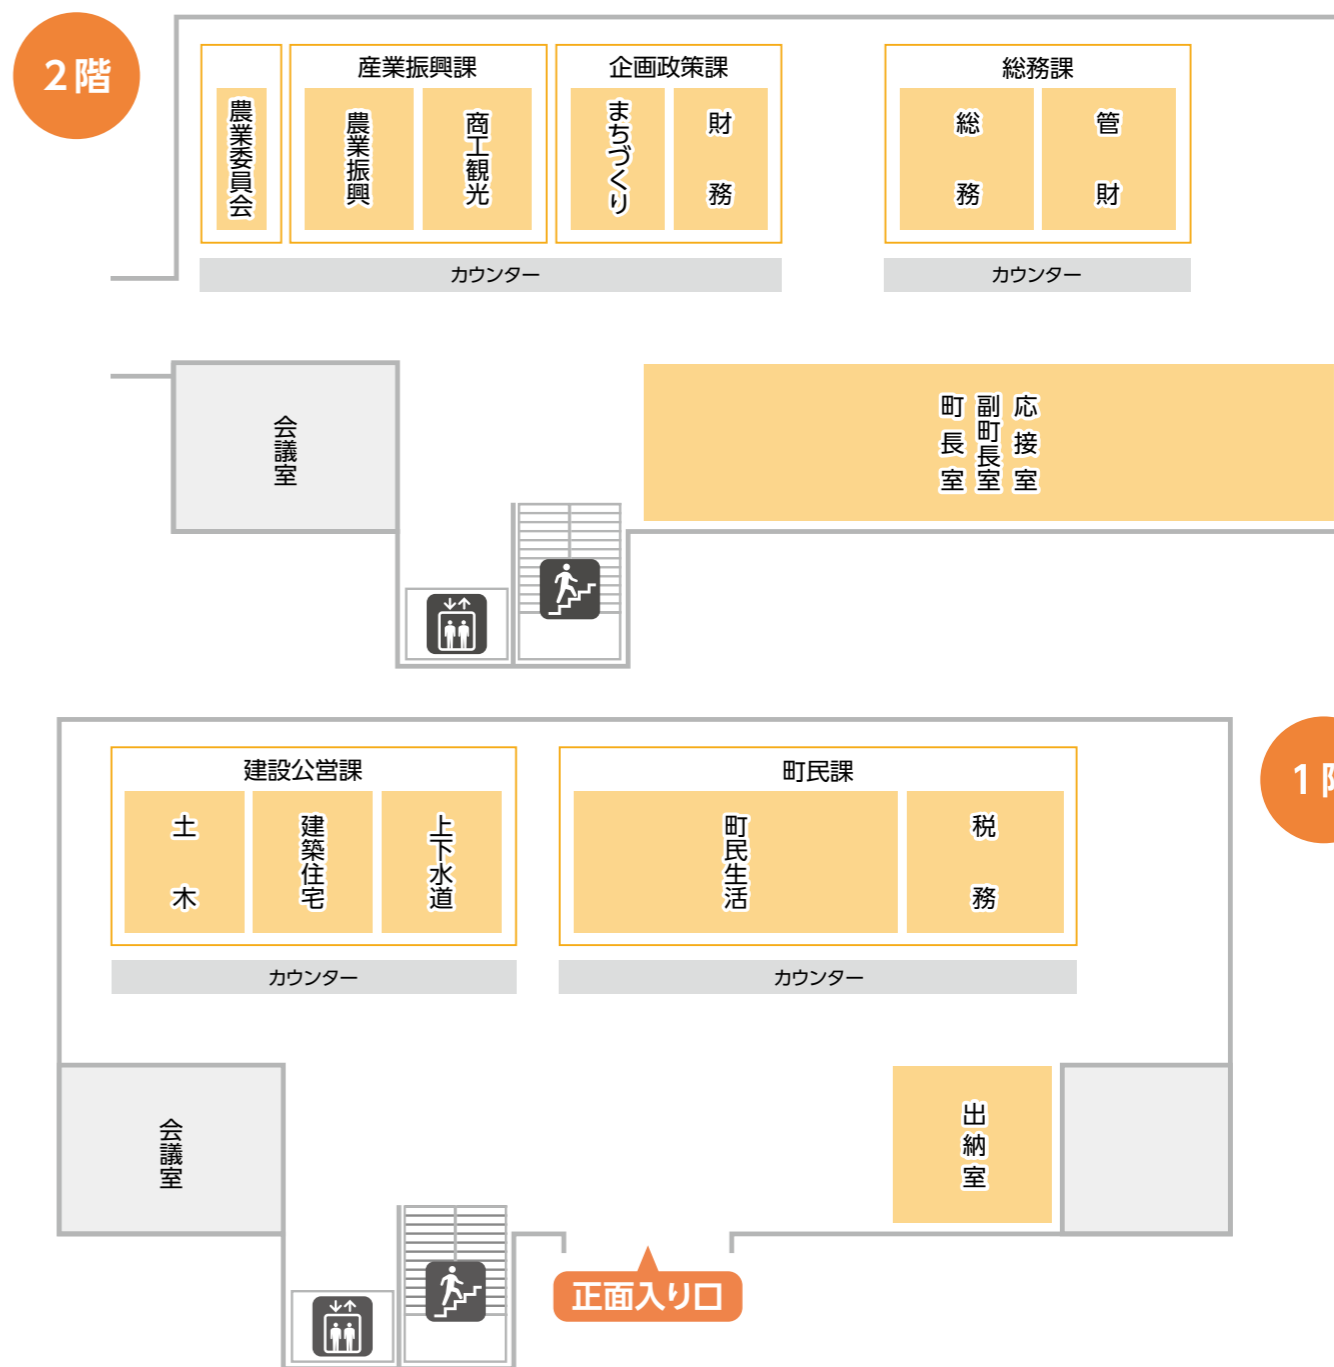 2階
産業振興課
企画政策課
総務課
農業委員会
農業振興
商工観光
まちづくり
財務
総務
管財
カウンター
カウンター
会議室
町長室
副町長室
応接室
1階
建設公営課
町民課
土木
建築住宅
上下水道
町民生活
税務
カウンター
カウンター
会議室
出納室
正面入り口